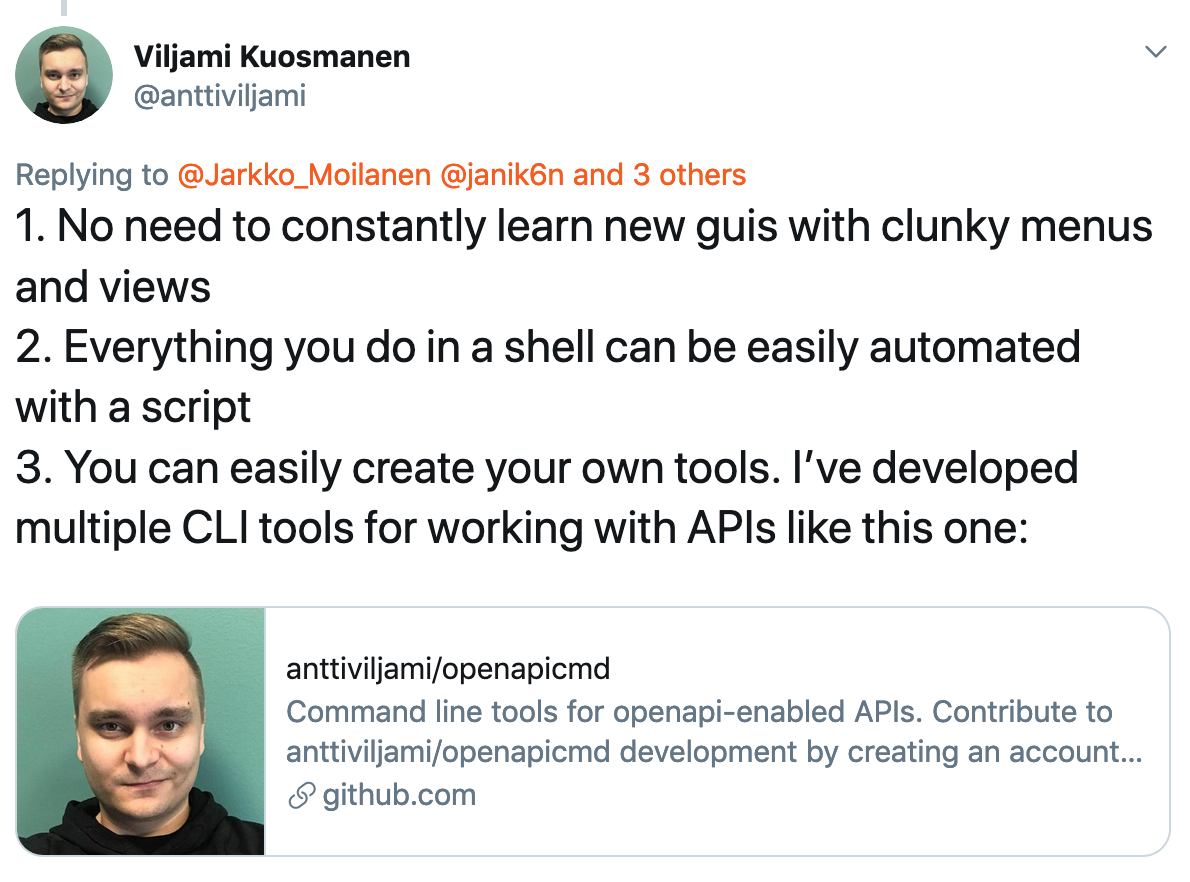 Viljami Kuosmanen
@anttiviljami
Replying to @Jarkko_Moilanen @janik6n and 3 others
1. No need to constantly learn new guis with clunky menus
and views
2. Everything you do in a shell can be easily automated
with a script
3. You can easily create your own tools. I’ve developed
multiple CLI tools for working with APIs like this one:
anttiviljami/openapicmd
Command line tools for openapi-enabled APIs. Contribute to
anttiviljami/openapicmd development by creating an account...
github.com